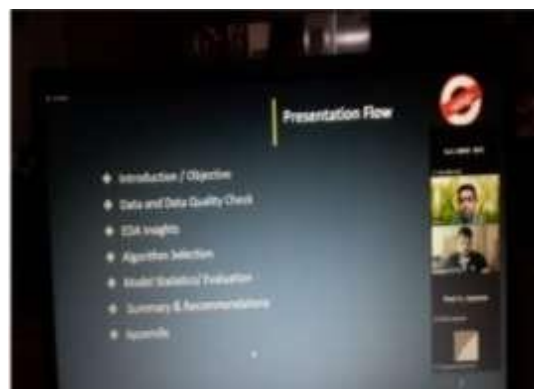 Presentation Flow
Introduction / Objective
Data and Data Quality Check
EDA Insights
Algorithm Selection
Model Statistics/ Evaluation
Summary & Recommendations
Appendix